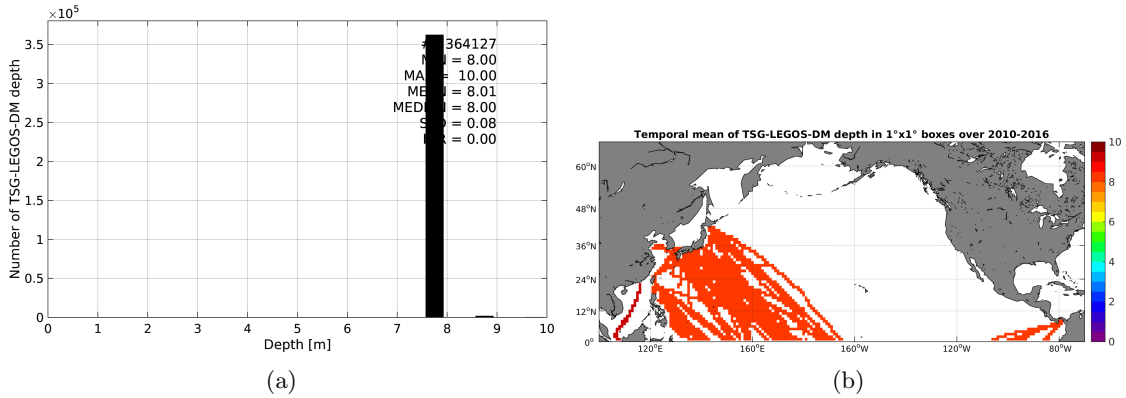 ×10^5
3.5
3
2.5
2
1.5
1
0.5
0
Number of TSG-LEGOS-DM depth
364127
= 8.00
= 10.00
= 8.01
= 8.00
= 0.08
= 0.00
0 1 2 3 4 5 6 7 8 9 10
Depth [m]
(a)
Temporal mean of TSG-LEGOS-DM depth in 1°x1° boxes over 2010-2016
60°N
48°N
36°N
24°N
12°N
0°
120°E 160°E 160°W 120°W 80°W
10
8
6
4
2
0
(b)